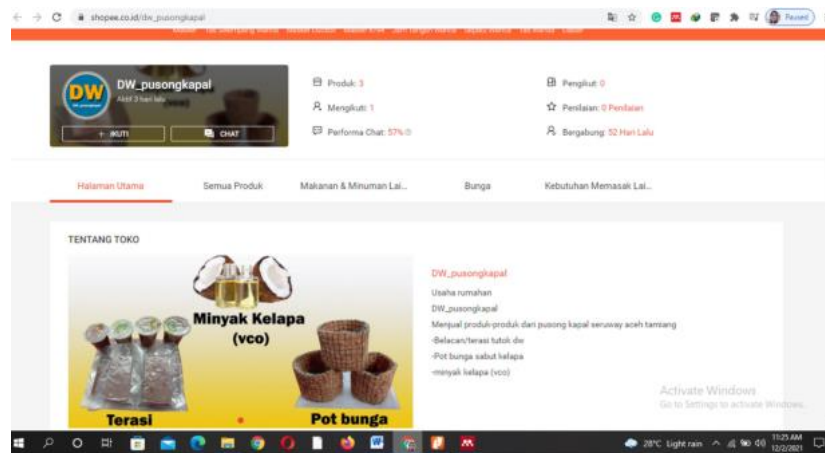 shopee.co.id/dw_pusongkapal
Paused
DW
DW_pusongkapal
Aktif 3 hari lalu
+ IKUTI
CHAT
Produk: 3
Mengikuti: 1
Performa Chat: 57%
Pengikut: 0
Penilaian: 0 Penilaian
Bergabung: 52 Hari Lalu
Halaman Utama
Semua Produk
Makanan & Minuman Lai...
Bunga
Kebutuhan Memasak Lai...
TENTANG TOKO
Minyak Kelapa
(vco)
Terasi
Pot bunga
DW_pusongkapal
Usaha rumahan
DW_pusongkapal
Menjual produk-produk dari pusong kapal seruway aceh tamiang
-Belacan/terasi tutok dw
-Pot bunga sabut kelapa
-minyak kelapa (vco)
Activate Windows
Go to Settings to activate Windows.
28°C Light rain
11:25 AM
12/2/2021